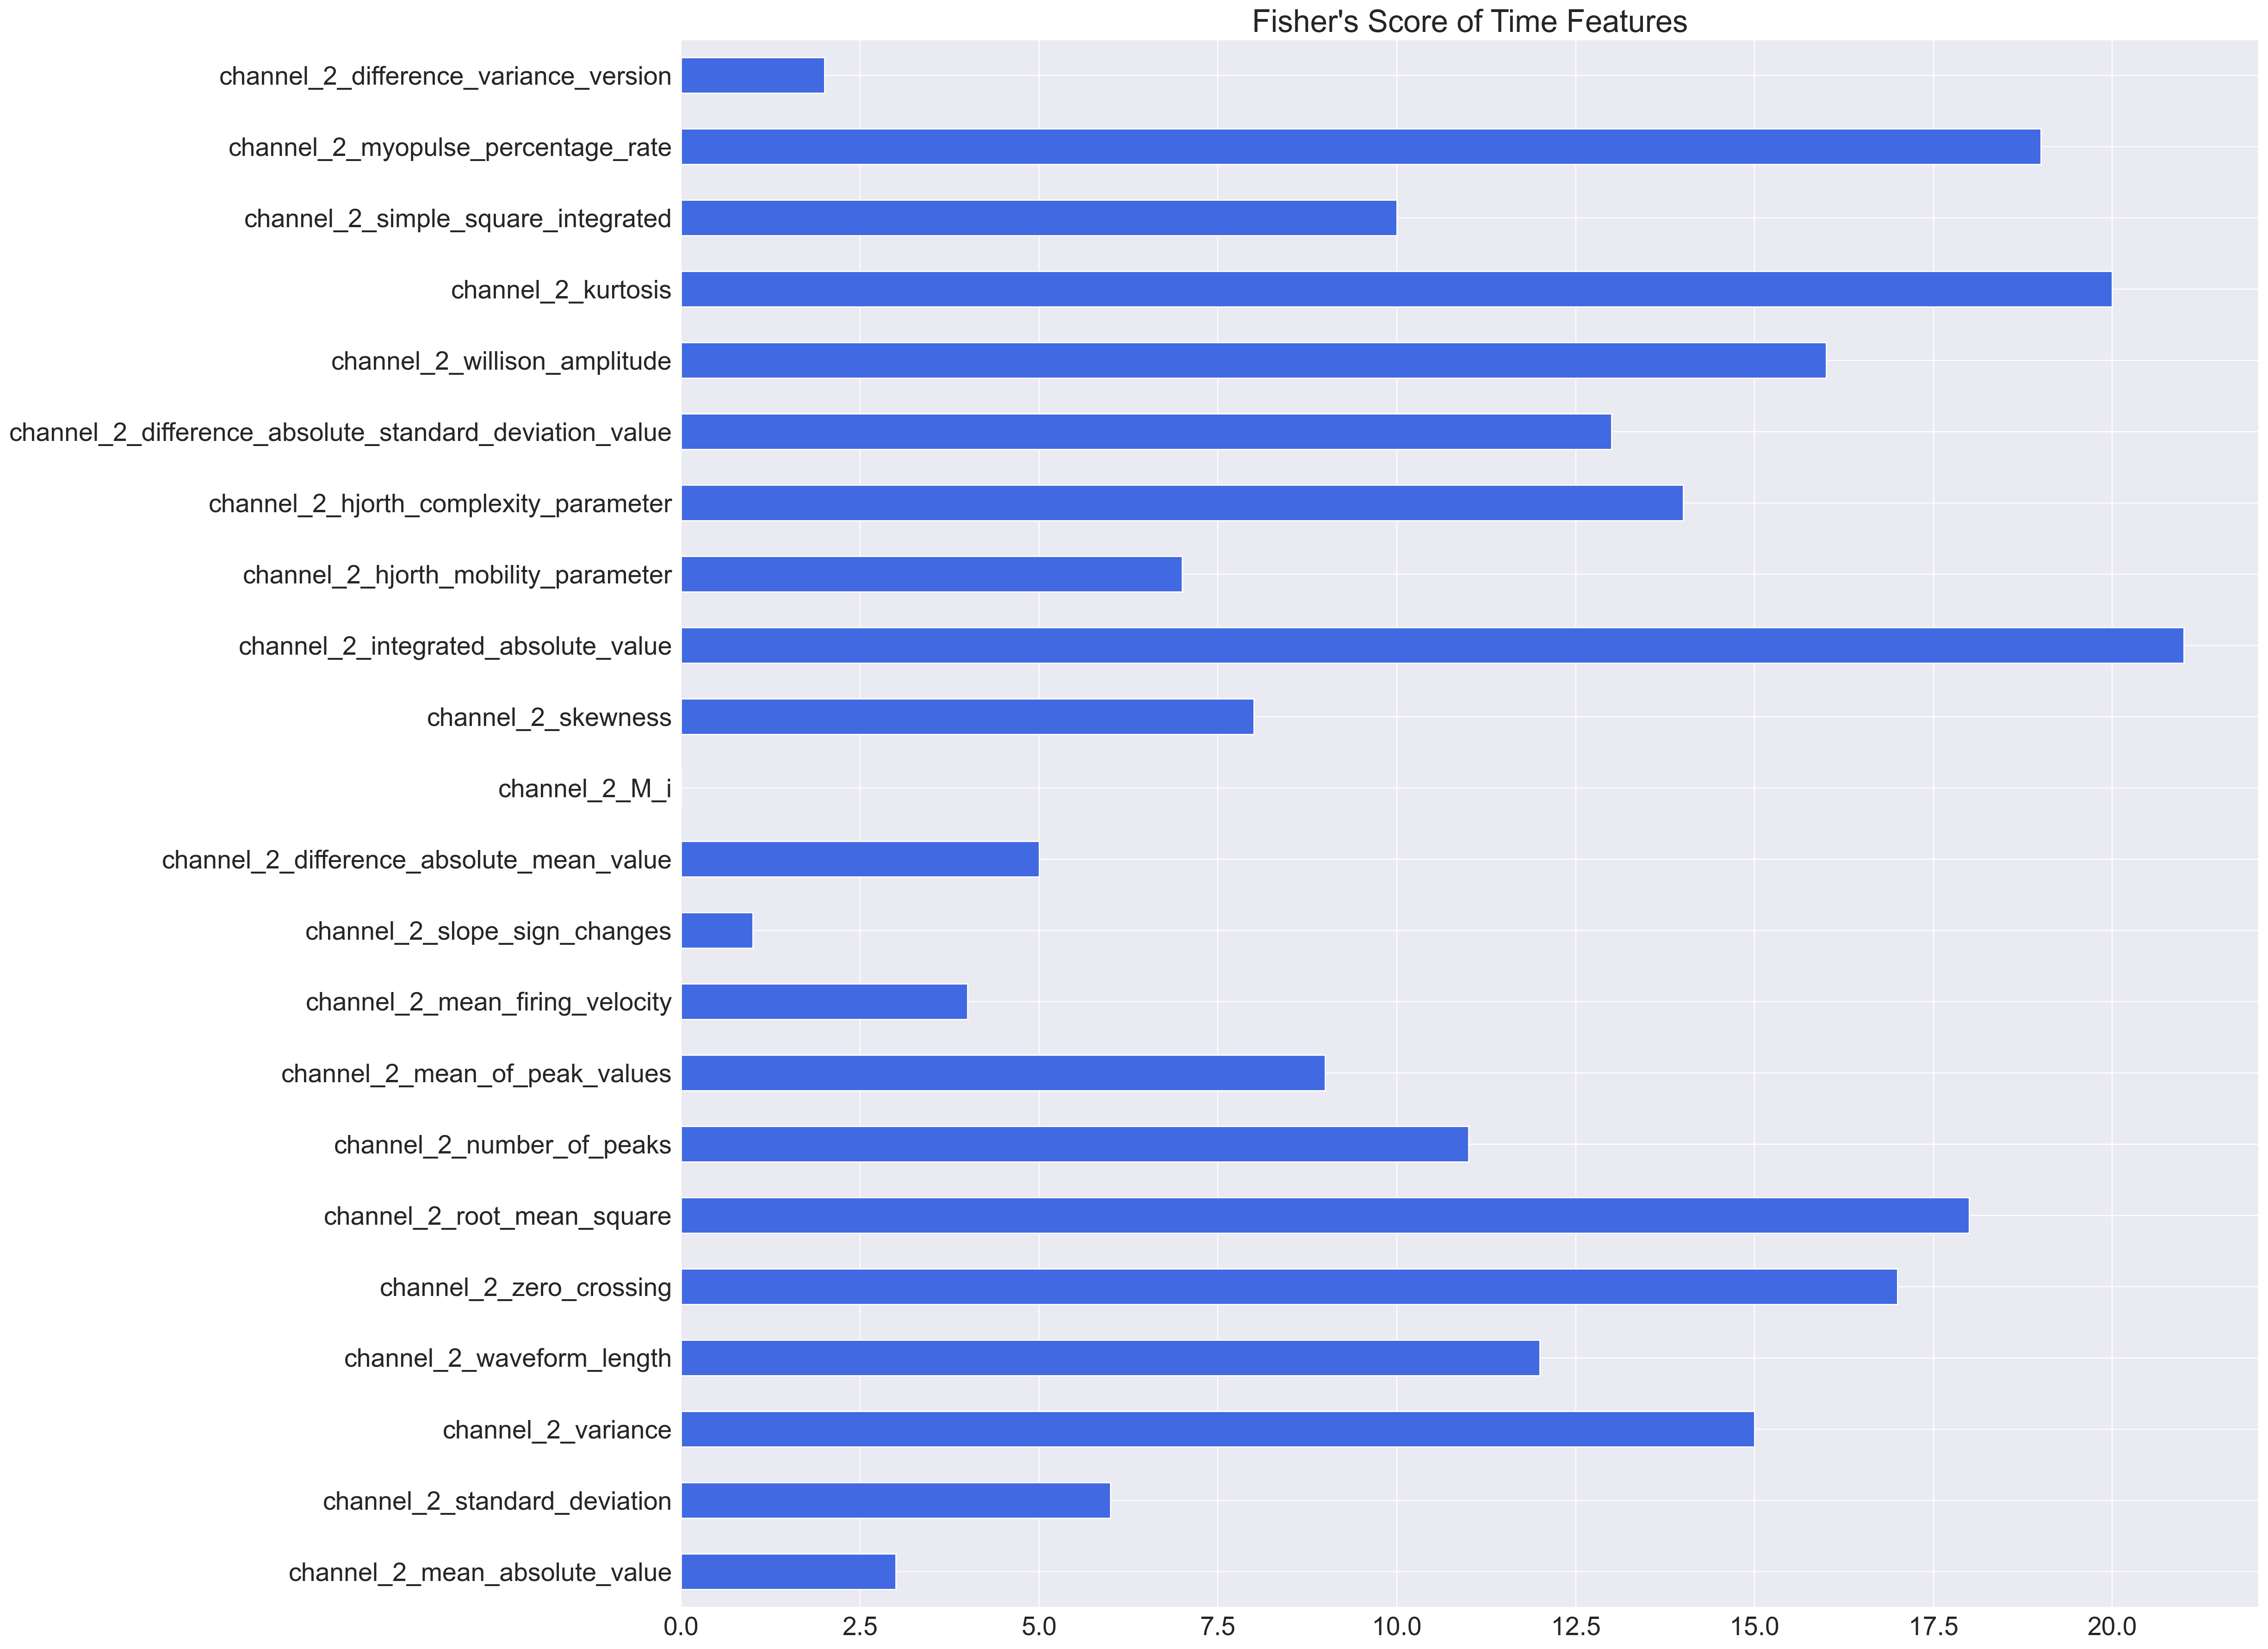 Fisher's Score of Time Features
channel_2_difference_variance_version
channel_2_myopulse_percentage_rate
channel_2_simple_square_integrated
channel_2_kurtosis
channel_2_willison_amplitude
channel_2_difference_absolute_standard_deviation_value
channel_2_hjorth_complexity_parameter
channel_2_hjorth_mobility_parameter
channel_2_integrated_absolute_value
channel_2_skewness
channel_2_M_i
channel_2_difference_absolute_mean_value
channel_2_slope_sign_changes
channel_2_mean_firing_velocity
channel_2_mean_of_peak_values
channel_2_number_of_peaks
channel_2_root_mean_square
channel_2_zero_crossing
channel_2_waveform_length
channel_2_variance
channel_2_standard_deviation
channel_2_mean_absolute_value
0.0 2.5 5.0 7.5 10.0 12.5 15.0 17.5 20.0